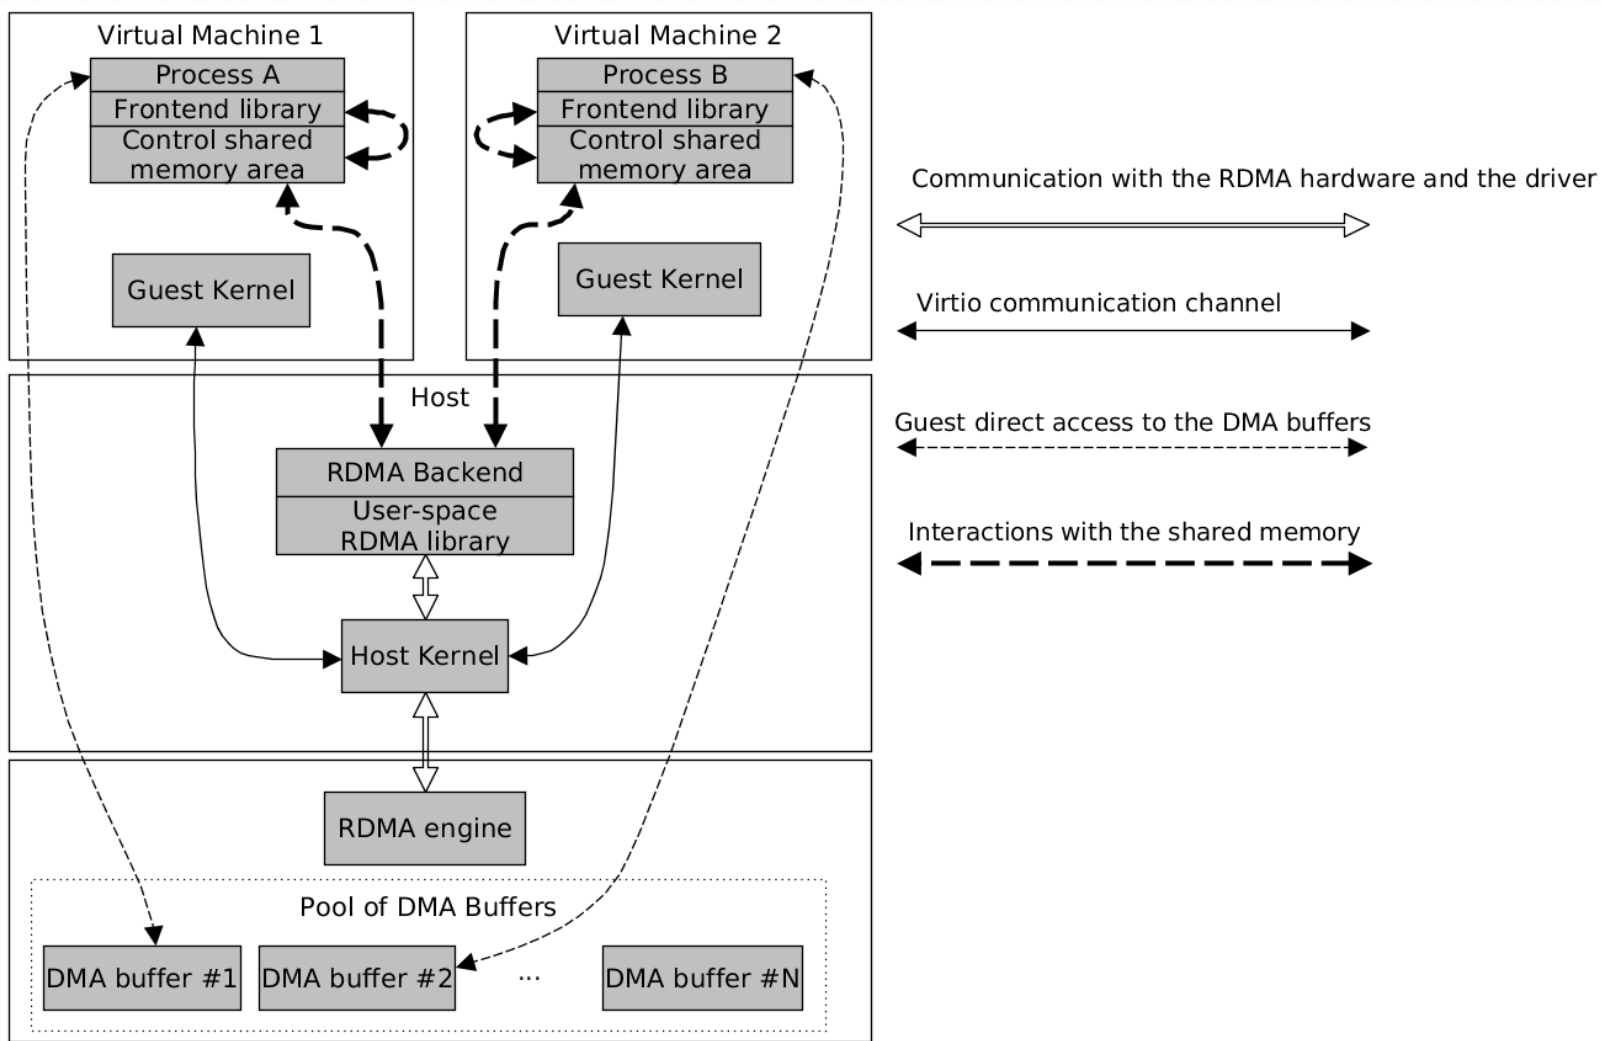 Virtual Machine 1
Process A
Frontend library
Control shared
memory area
Guest Kernel
Virtual Machine 2
Process B
Frontend library
Control shared
memory area
Guest Kernel
Host
RDMA Backend
User-space
RDMA library
Host Kernel
RDMA engine
Pool of DMA Buffers
DMA buffer #1
DMA buffer #2
...
DMA buffer #N
Communication with the RDMA hardware and the driver
Virtio communication channel
Guest direct access to the DMA buffers
Interactions with the shared memory